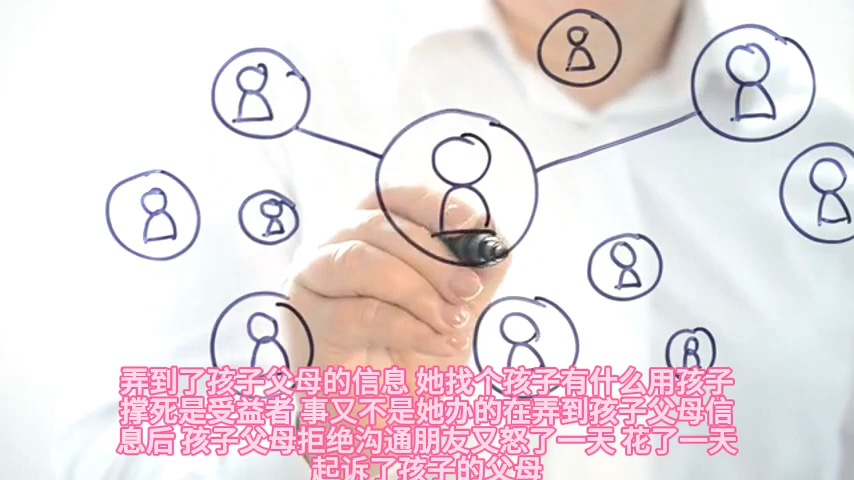 弄到了孩子父母的信息 她找个孩子有什么用孩子
撑死是受益者 事又不是她办的在弄到孩子父母信
息后 孩子父母拒绝沟通朋友又怒了一天 花了一天
起诉了孩子的父母